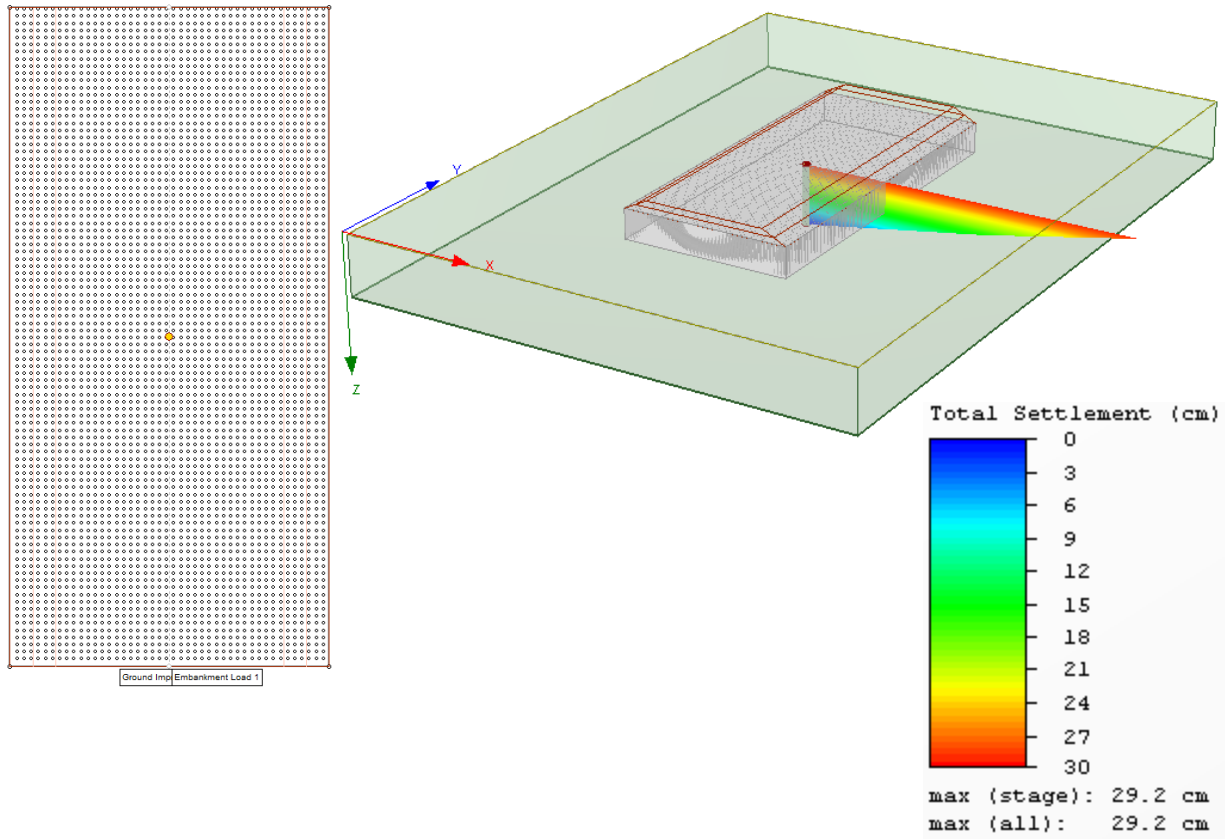 Y
X
Z
Total Settlement (cm)
0
3
6
9
12
15
18
21
24
27
30
max (stage): 29.2 cm
max (all): 29.2 cm
Ground Imp Embankment Load 1